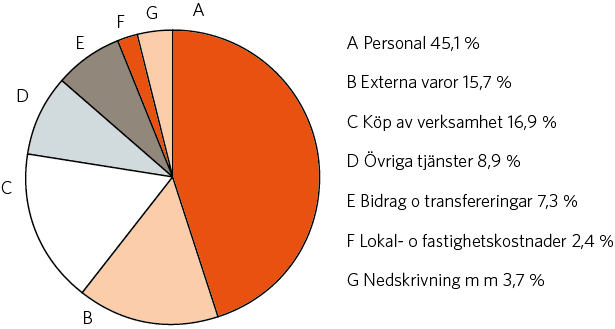 A
B
C
D
E
F
G
A Personal 45,1 %
B Externa varor 15,7 %
C Köp av verksamhet 16,9 %
D Övriga tjänster 8,9 %
E Bidrag o transfereringar 7,3 %
F Lokal- o fastighetskostnader 2,4 %
G Nedskrivning m m 3,7 %